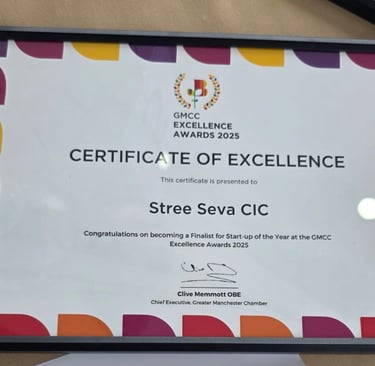 GMCC
EXCELLENCE
AWARDS 2025
CERTIFICATE OF EXCELLENCE
This certificate is presented to
Stree Seva CIC
Congratulations on becoming a Finalist for Start-up of the Year at the GMCC
Excellence Awards 2025
Clive Memmott OBE
Chief Executive, Greater Manchester Chamber